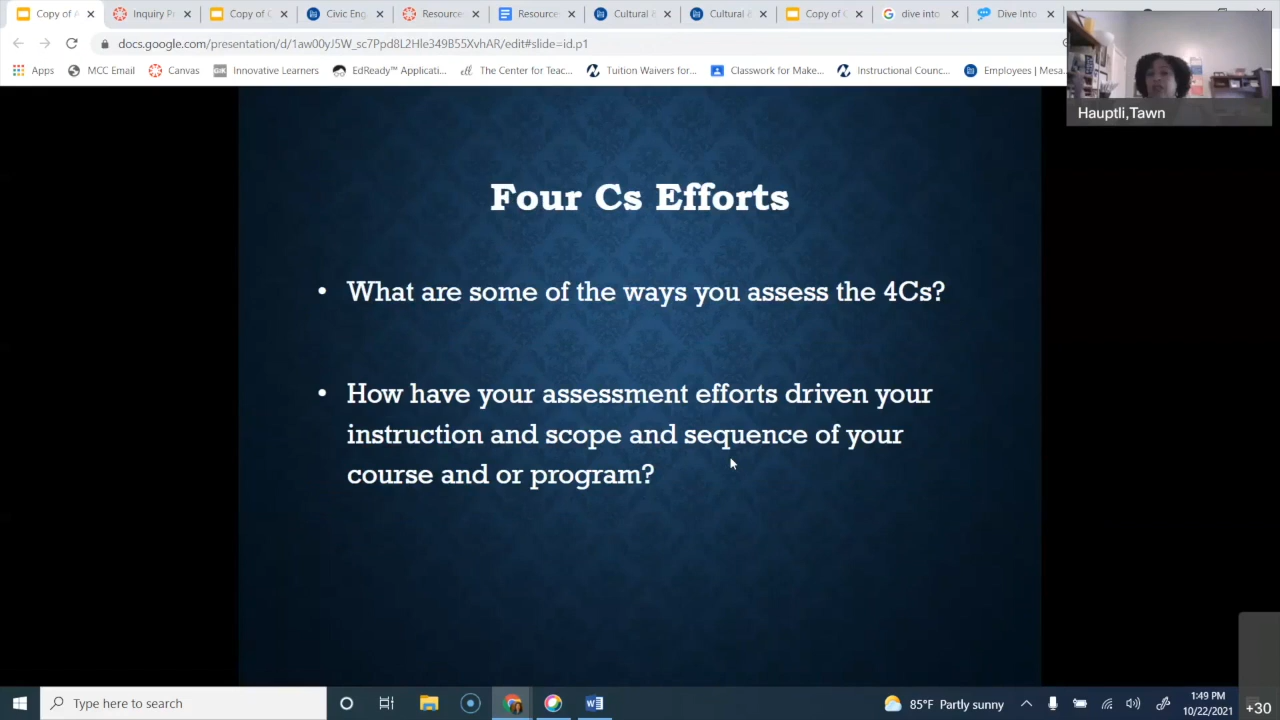 Copy of A
Inquiry Pr
Copy of C
Civic Eng
Resource
Resource
Cultural &
Cultural &
Copy of C
dive into
Dive Into
docs.google.com/presentation/d/1aw00yJ5W_sc7Ppd8L2Hle349B55XvhAR/edit#slide=id.p1
Apps
MCC Email
Canvas
Innovative Learners
EdReady™ Applicati...
The Center for Teac...
Tuition Waivers for...
Classwork for Make...
Instructional Counc...
Employees | Mesa...
Hauptli,Tawn
Four Cs Efforts
• What are some of the ways you assess the 4Cs?
• How have your assessment efforts driven your
instruction and scope and sequence of your
course and or program?
Type here to search
85°F Partly sunny
1:49 PM
10/22/2021
+30